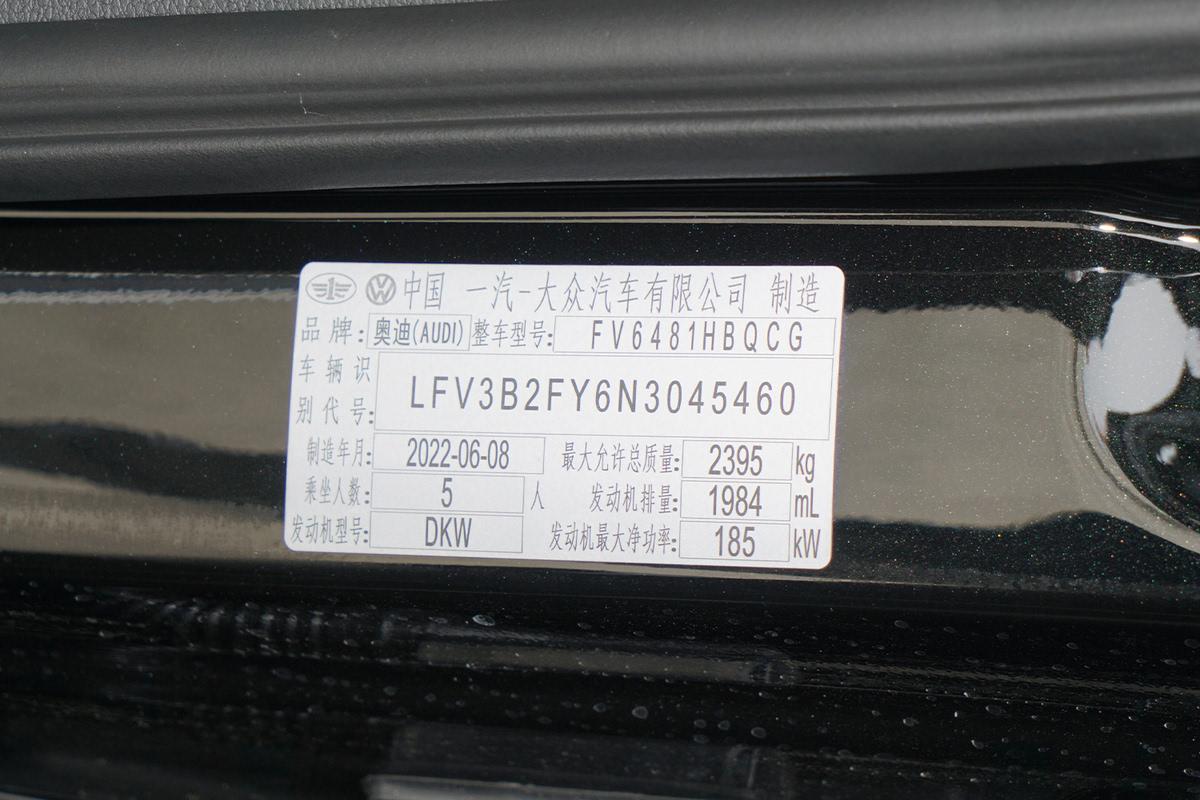 中国 一汽-大众汽车有限公司 制造
品牌: 奥迪(AUDI) 整车型号: FV6481HBQCG
车辆识别代号: LFV3B2FY6N3045460
制造年月: 2022-06-08 最大允许总质量: 2395 kg
乘坐人数: 5 人 发动机排量: 1984 mL
发动机型号: DKW 发动机最大净功率: 185 kW